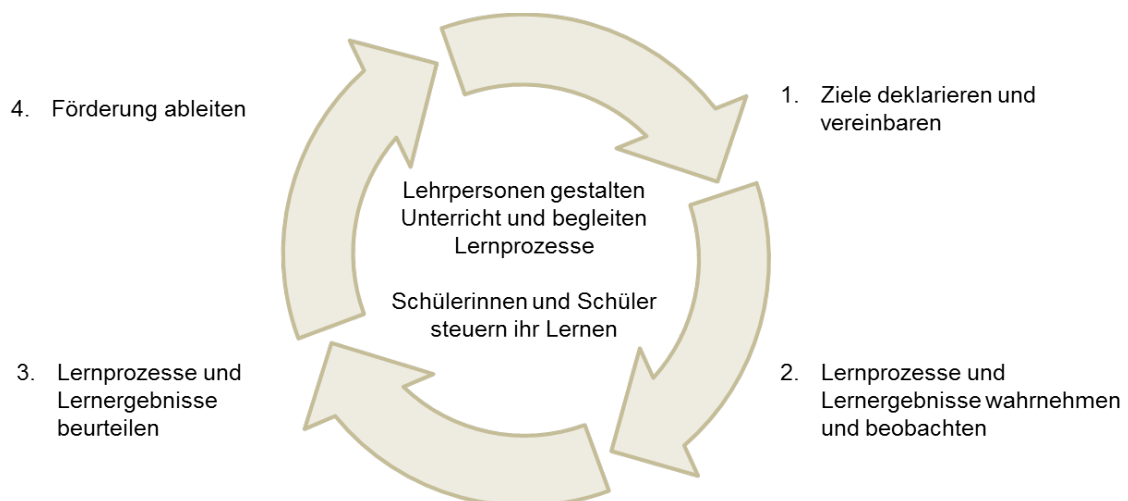 1. Ziele deklarieren und
vereinbaren
2. Lernprozesse und
Lernergebnisse wahrnehmen
und beobachten
3. Lernprozesse und
Lernergebnisse
beurteilen
4. Förderung ableiten
Lehrpersonen gestalten
Unterricht und begleiten
Lernprozesse
Schülerinnen und Schüler
steuern ihr Lernen